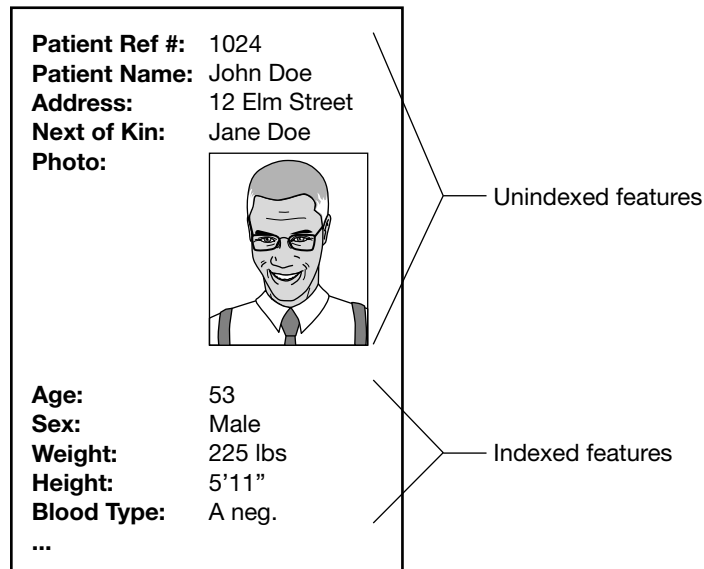 Patient Ref #: 1024
Patient Name: John Doe
Address: 12 Elm Street
Next of Kin: Jane Doe
Photo:
Unindexed features
Age: 53
Sex: Male
Weight: 225 lbs
Height: 5’11”
Blood Type: A neg.
...
Indexed features